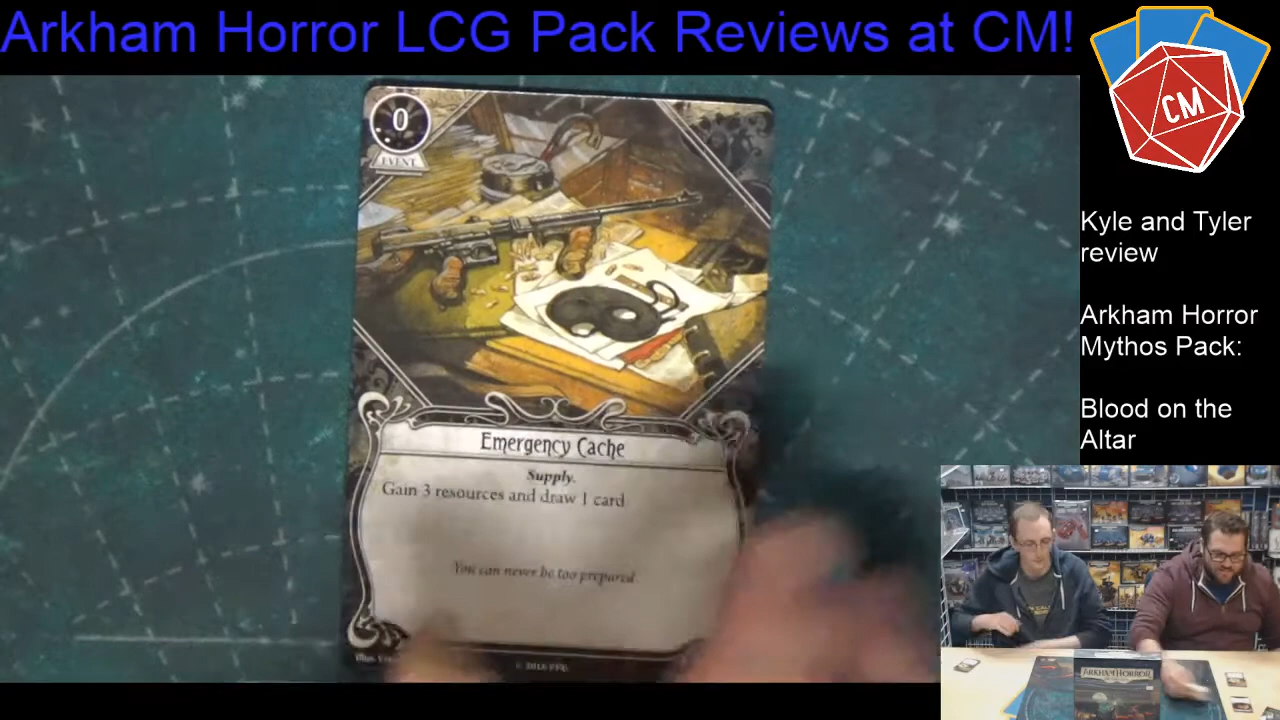 Arkham Horror LCG Pack Reviews at CM!
CM
Kyle and Tyler
review
Arkham Horror
Mythos Pack:
Blood on the
Altar
0
EVENT
Emergency Cache
Supply.
Gain 3 resources and draw 1 card
You can never be too prepared
© 2016 FFG
ARKHAM HORROR